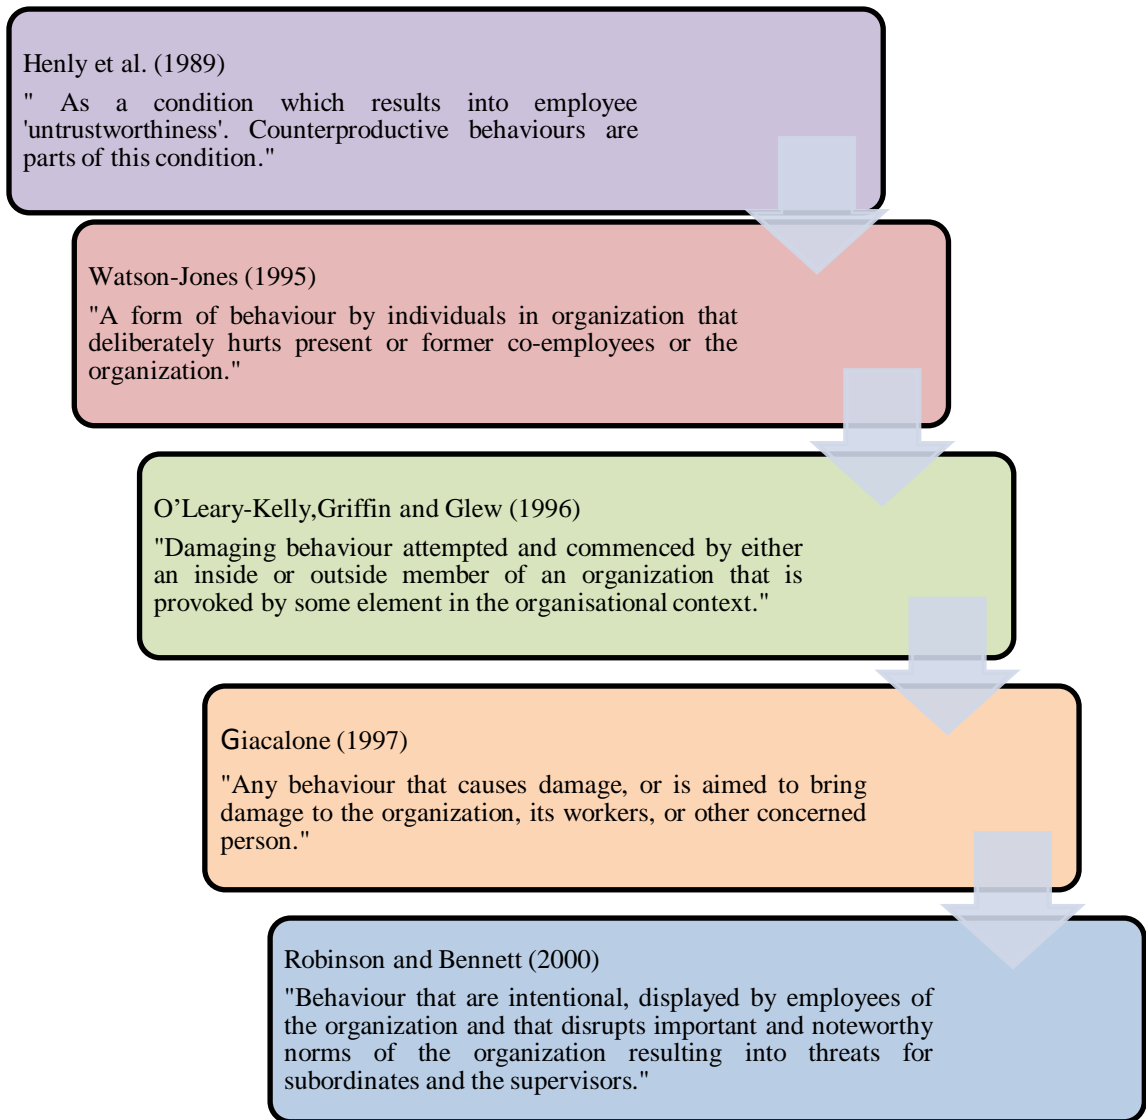 Henly et al. (1989)
" As a condition which results into employee
'untrustworthiness'. Counterproductive behaviours are
parts of this condition."
Watson-Jones (1995)
"A form of behaviour by individuals in organization that
deliberately hurts present or former co-employees or the
organization."
O’Leary-Kelly,Griffin and Glew (1996)
"Damaging behaviour attempted and commenced by either
an inside or outside member of an organization that is
provoked by some element in the organisational context."
Giacalone (1997)
"Any behaviour that causes damage, or is aimed to bring
damage to the organization, its workers, or other concerned
person."
Robinson and Bennett (2000)
"Behaviour that are intentional, displayed by employees of
the organization and that disrupts important and noteworthy
norms of the organization resulting into threats for
subordinates and the supervisors."